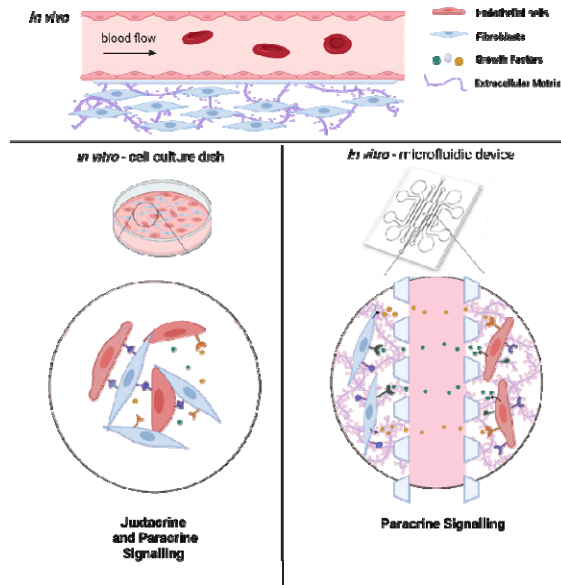 in vivo
blood flow
Endothelial cells
Fibroblasts
Growth Factors
Extracellular Matrix
in vitro - cell culture dish
in vitro - microfluidic device
Juxtacrine
and Paracrine
Signalling
Paracrine Signalling